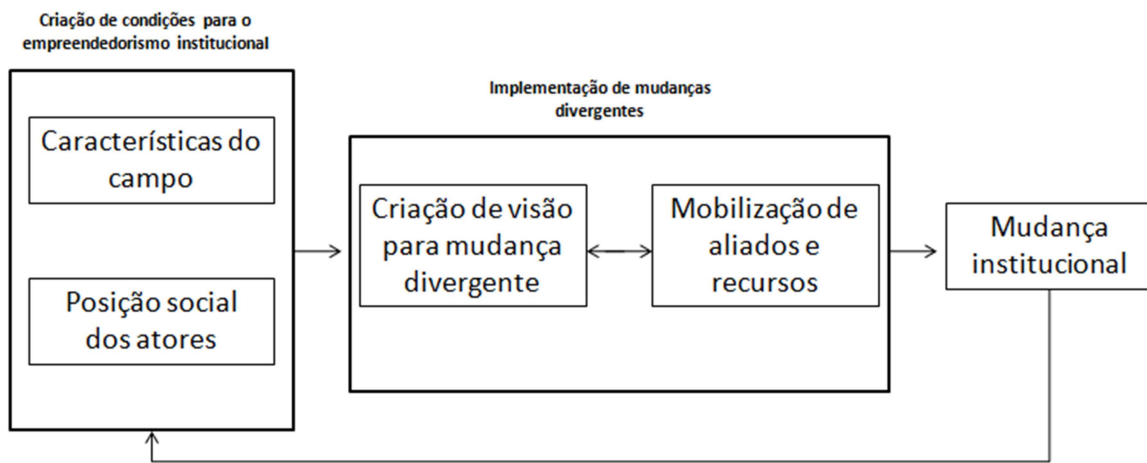 Criação de condições para o
empreendedorismo institucional
Características do
campo
Posição social
dos atores
Implementação de mudanças
divergentes
Criação de visão
para mudança
divergente
Mobilização de
aliados e
recursos
Mudança
institucional